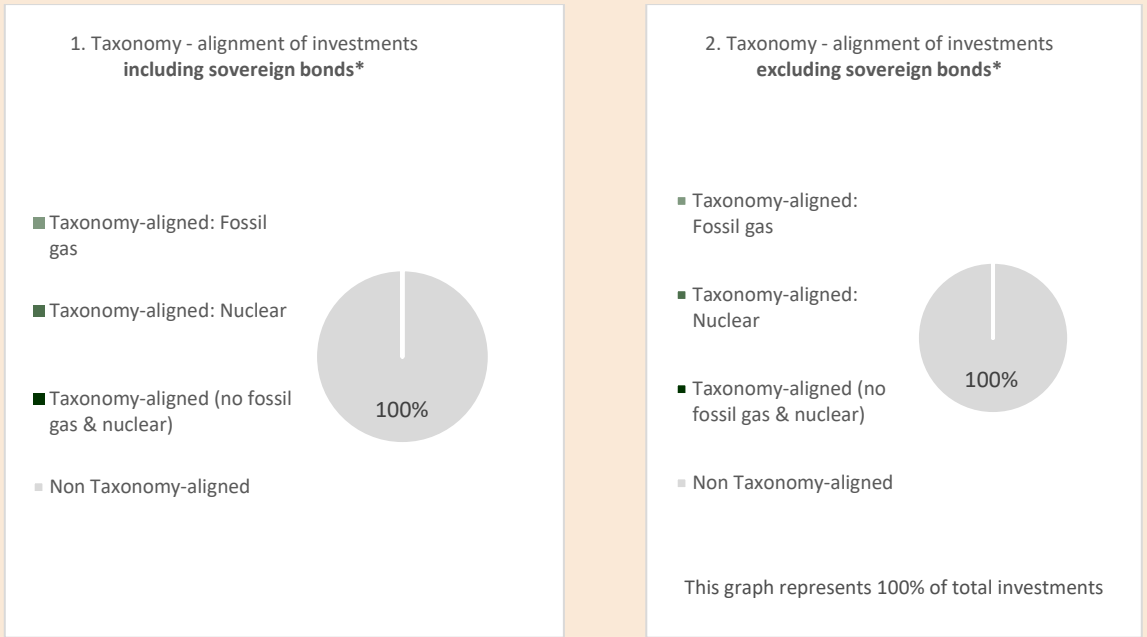 1. Taxonomy - alignment of investments
including sovereign bonds*
Taxonomy-aligned: Fossil
gas
Taxonomy-aligned: Nuclear
Taxonomy-aligned (no fossil
gas & nuclear)
Non Taxonomy-aligned
100%
2. Taxonomy - alignment of investments
excluding sovereign bonds*
Taxonomy-aligned:
Fossil gas
Taxonomy-aligned:
Nuclear
Taxonomy-aligned (no
fossil gas & nuclear)
Non Taxonomy-aligned
100%
This graph represents 100% of total investments